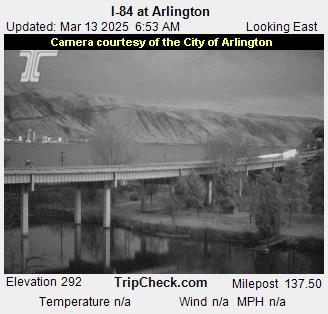 I-84 at Arlington
Updated: Mar 13 2025 6:53 AM Looking East
Camera courtesy of the City of Arlington
Elevation 292 TripCheck.com Milepost 137.50
Temperature n/a Wind n/a MPH n/a